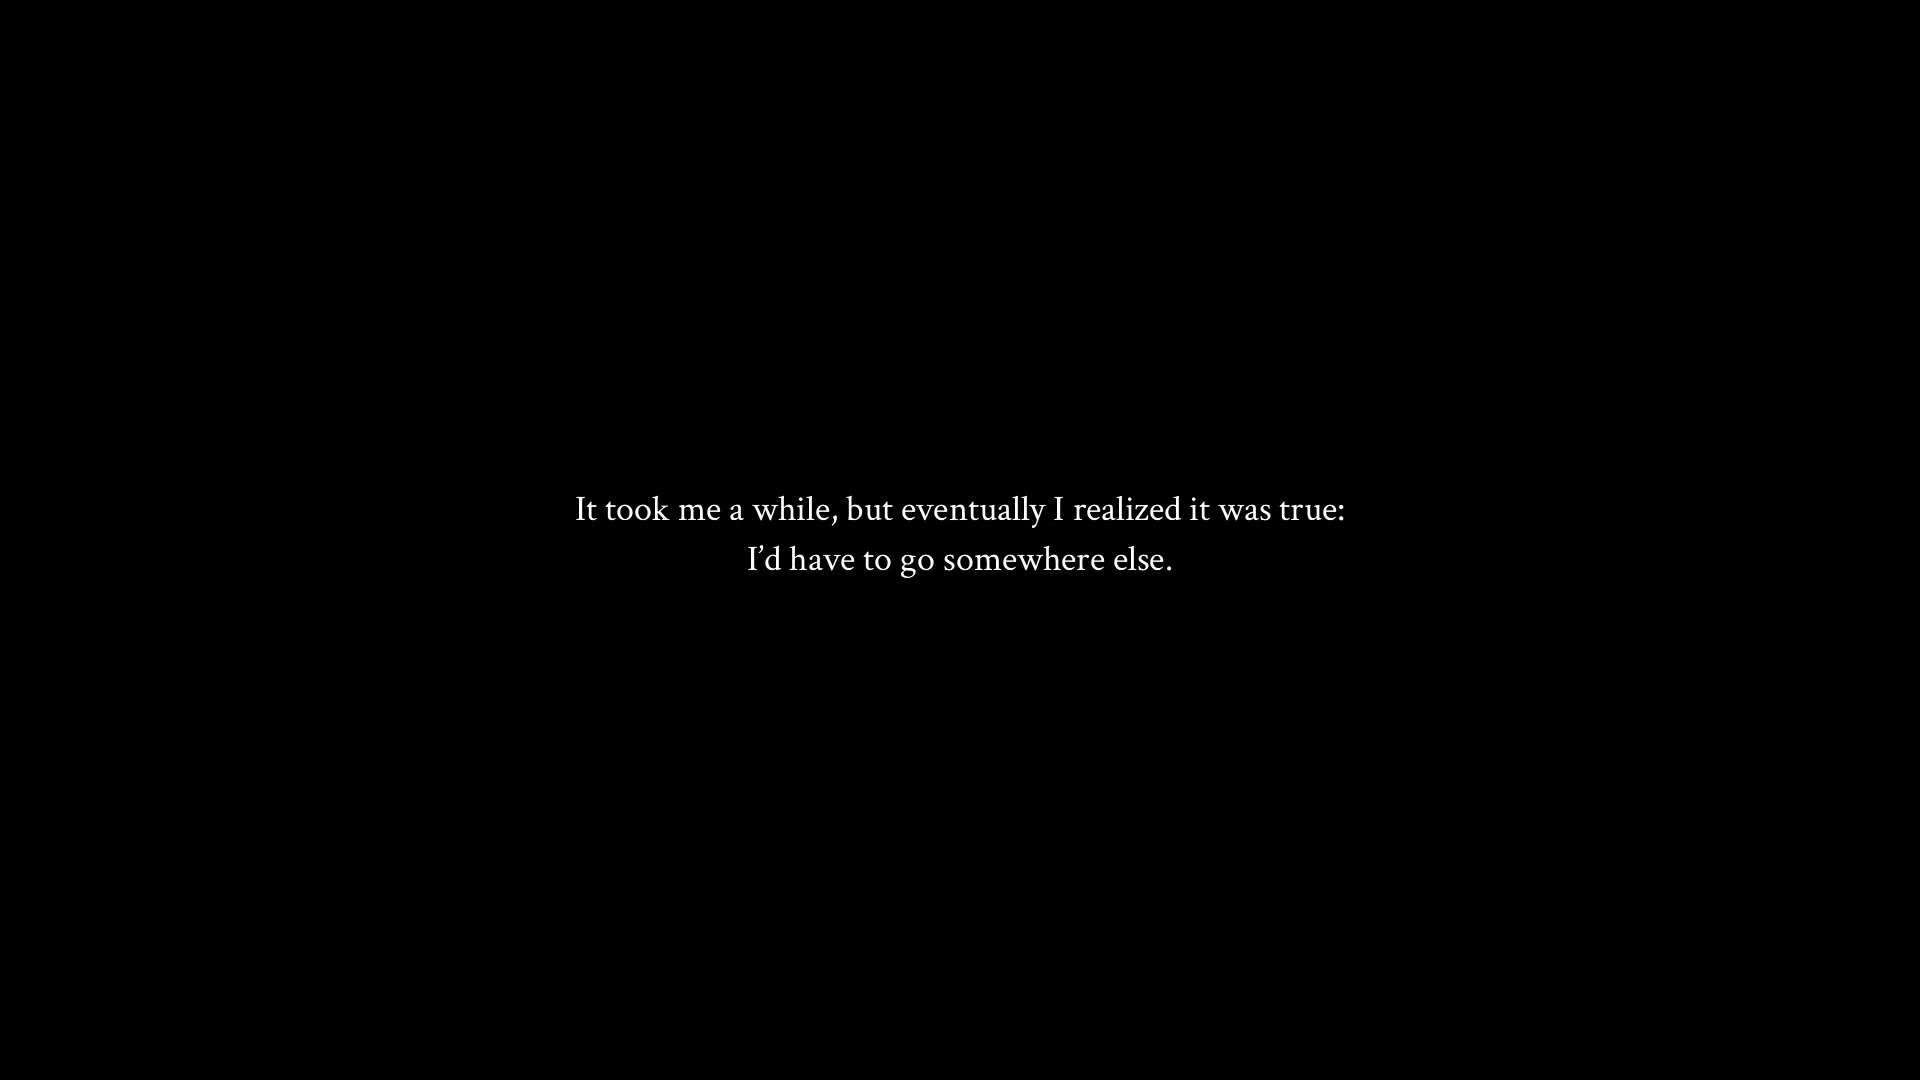 It took me a while, but eventually I realized it was true:
I’d have to go somewhere else.